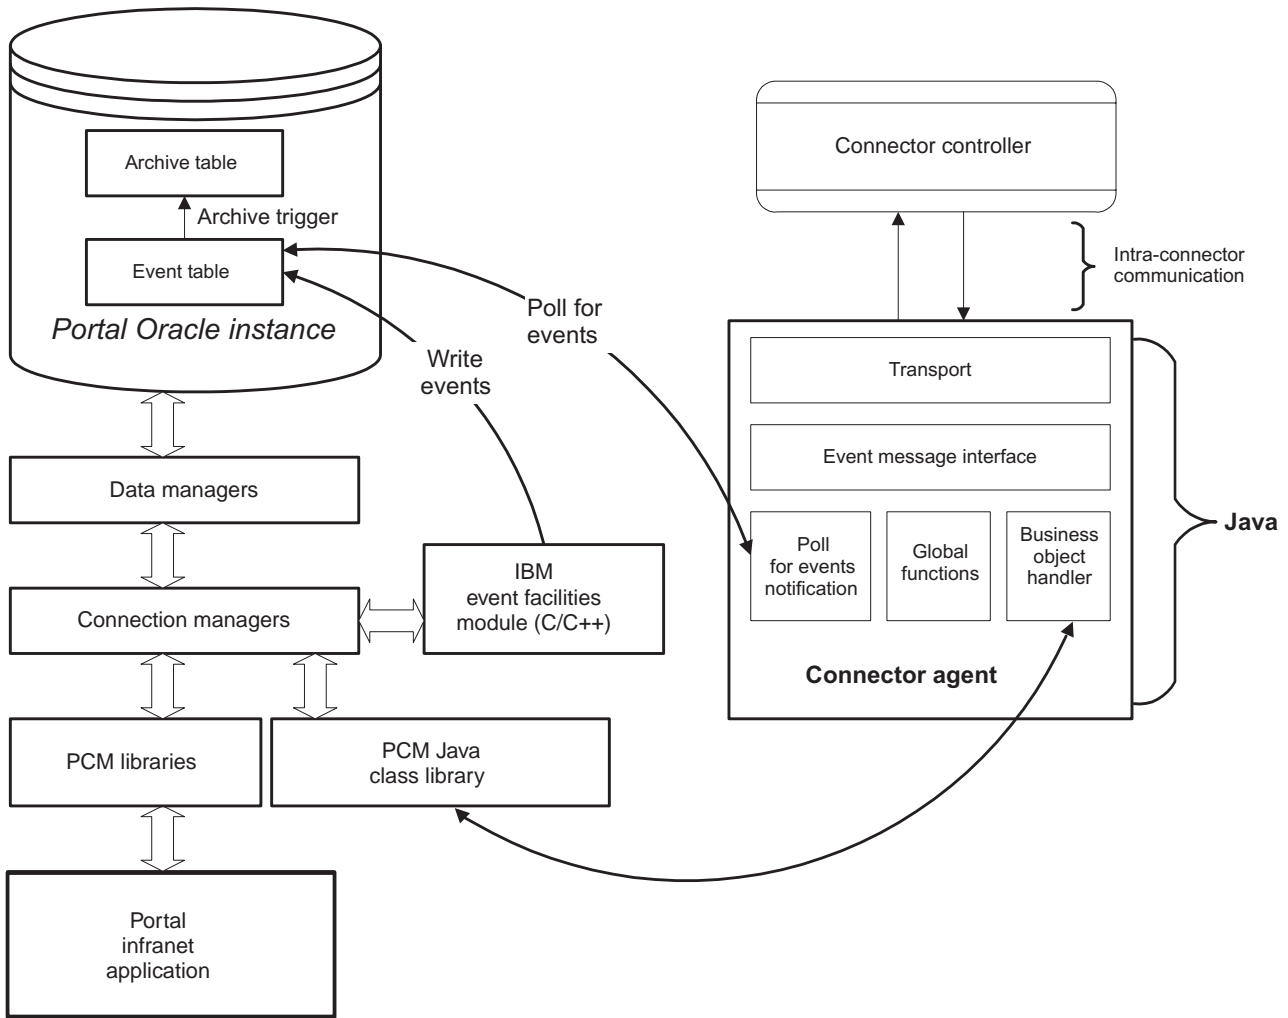 Archive table
Archive trigger
Event table
Portal Oracle instance
Poll for
events
Write
events
Data managers
Connection managers
IBM
event facilities
module (C/C++)
PCM libraries
PCM Java
class library
Portal
infranet
application
Connector controller
Intra-connector
communication
Transport
Event message interface
Poll
for events
notification
Global
functions
Business
object
handler
Connector agent
Java